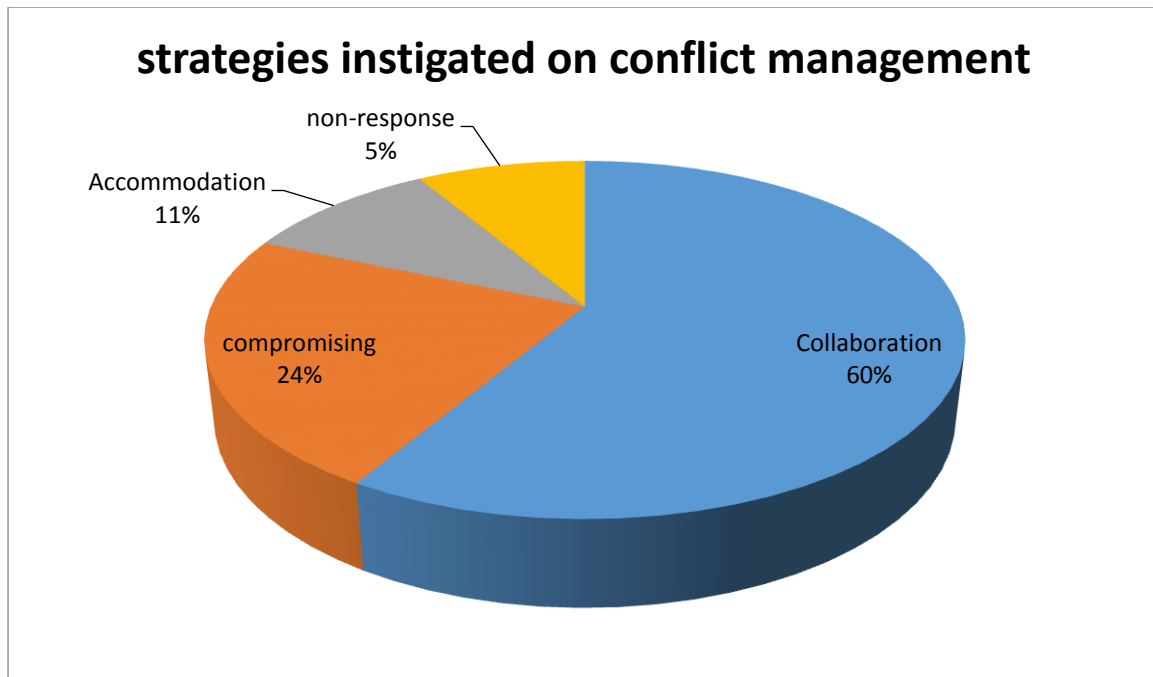 strategies instigated on conflict management
non-response
5%
Accommodation
11%
compromising
24%
Collaboration
60%